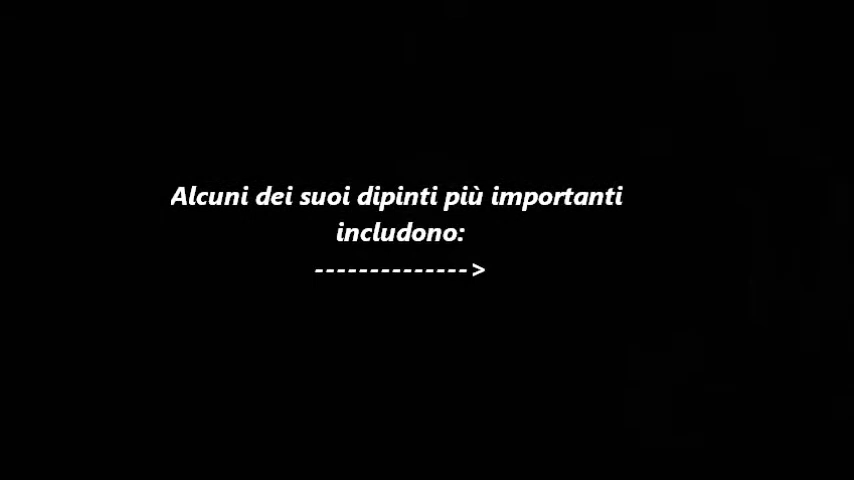 Alcuni dei suoi dipinti più importanti
includono:
-------------->